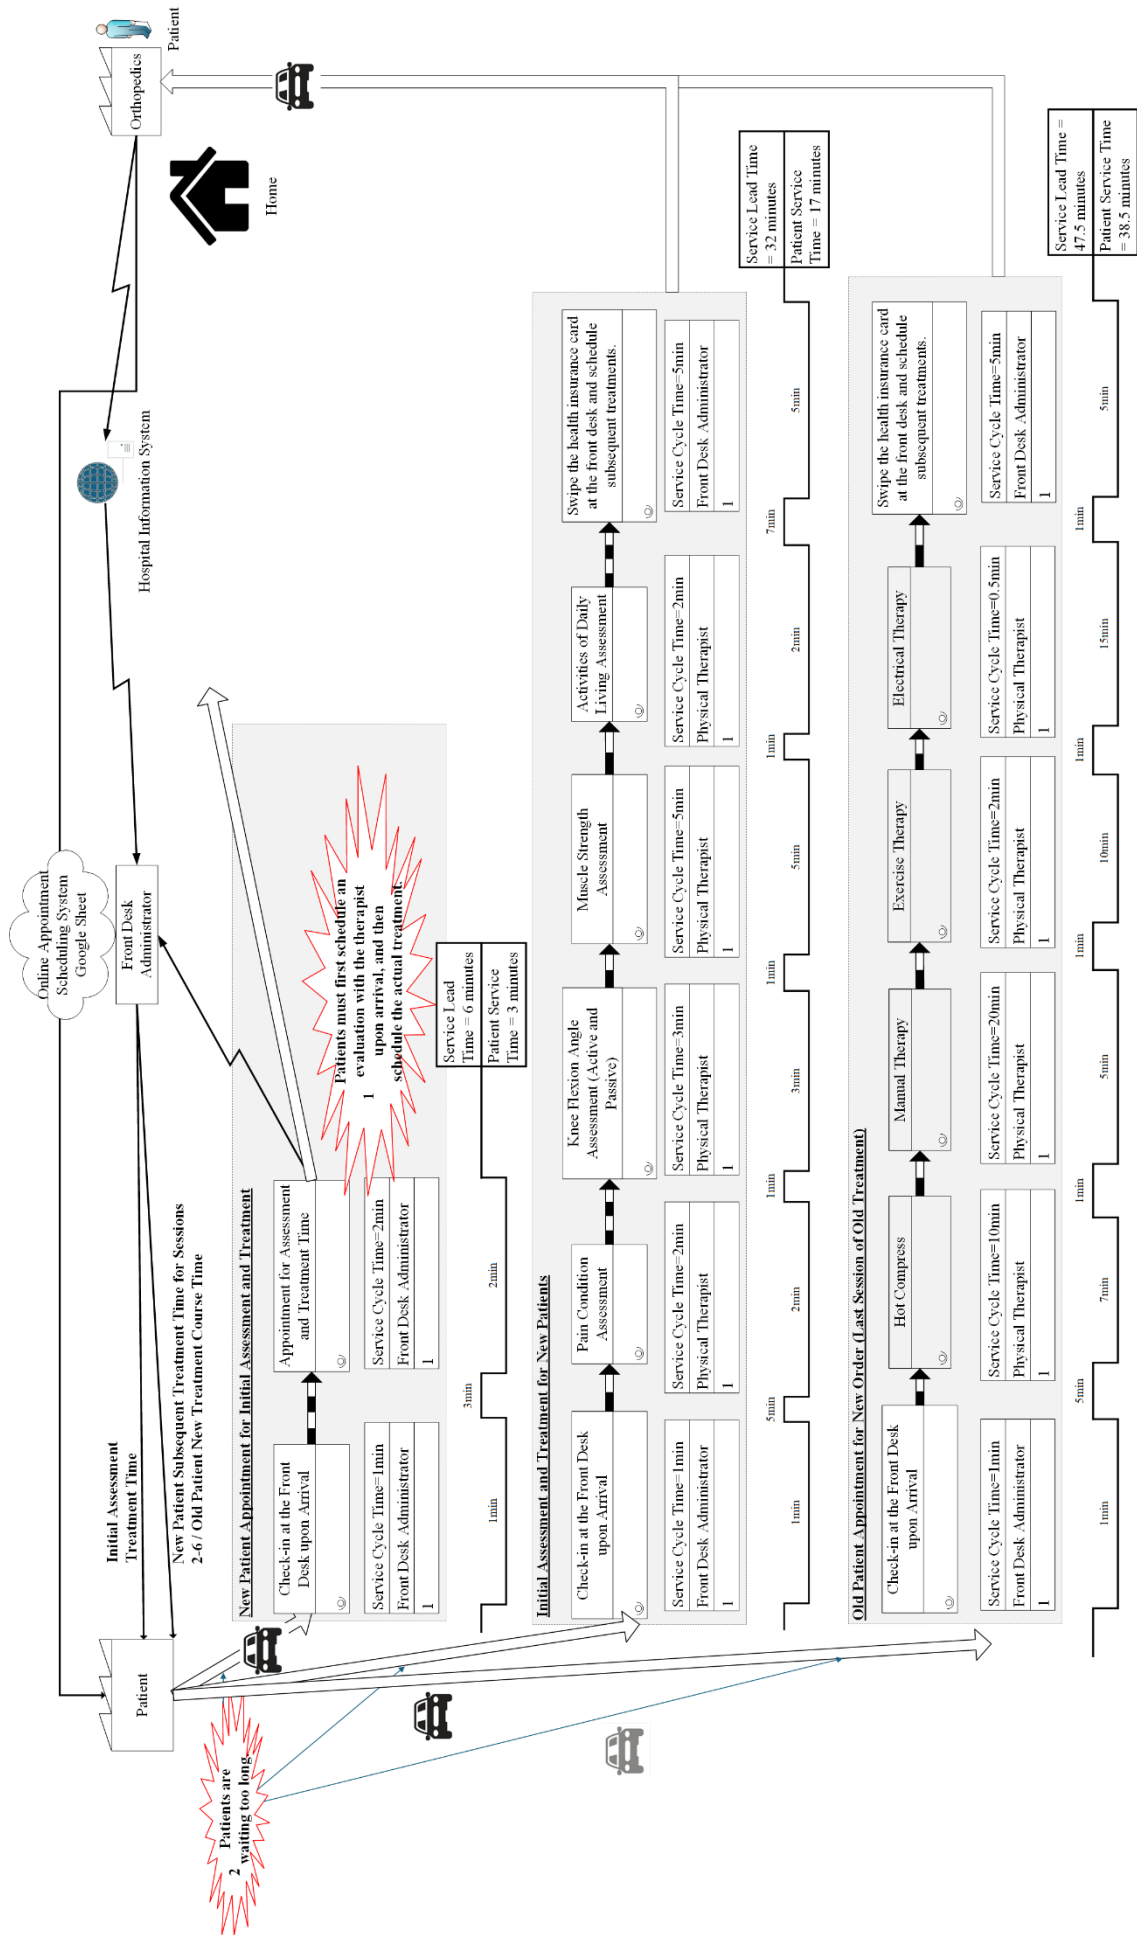 Online Appointment
Scheduling System
Google Sheet
Patient
Front Desk
Administrator
Hospital Information System
Orthopedics
Patient
Home
Initial Assessment
Treatment Time
New Patient Subsequent Treatment Time for Sessions
2-6 / Old Patient New Treatment Course Time
Patients are
2 waiting too long
New Patient Appointment for Initial Assessment and Treatment
Check-in at the Front
Desk upon Arrival
Service Cycle Time=1min
Front Desk Administrator
1
Appointment for Assessment
and Treatment Time
Service Cycle Time=2min
Front Desk Administrator
1
Patients must first schedule an
evaluation with the therapist
1 upon arrival, and then
schedule the actual treatment.
1min
3min
2min
Service Lead
Time = 6 minutes
Patient Service
Time = 3 minutes
Initial Assessment and Treatment for New Patients
Check-in at the Front Desk
upon Arrival
Service Cycle Time=1min
Front Desk Administrator
1
Pain Condition
Assessment
Service Cycle Time=2min
Physical Therapist
1
Knee Flexion Angle
Assessment (Active and
Passive)
Service Cycle Time=3min
Physical Therapist
1
Muscle Strength
Assessment
Service Cycle Time=5min
Physical Therapist
1
Activities of Daily
Living Assessment
Service Cycle Time=2min
Physical Therapist
1
Swipe the health insurance card
at the front desk and schedule
subsequent treatments.
Service Cycle Time=5min
Front Desk Administrator
1
1min
5min
2min
1min
3min
1min
5min
1min
2min
7min
5min
Service Lead Time
= 32 minutes
Patient Service
Time = 17 minutes
Old Patient Appointment for New Order (Last Session of Old Treatment)
Check-in at the Front Desk
upon Arrival
Service Cycle Time=1min
Front Desk Administrator
1
Hot Compress
Service Cycle Time=10min
Physical Therapist
1
Manual Therapy
Service Cycle Time=20min
Physical Therapist
1
Exercise Therapy
Service Cycle Time=2min
Physical Therapist
1
Electrical Therapy
Service Cycle Time=0.5min
Physical Therapist
1
Swipe the health insurance card
at the front desk and schedule
subsequent treatments.
Service Cycle Time=5min
Front Desk Administrator
1
1min
5min
7min
1min
5min
1min
10min
1min
15min
1min
5min
Service Lead Time =
47.5 minutes
Patient Service Time
= 38.5 minutes